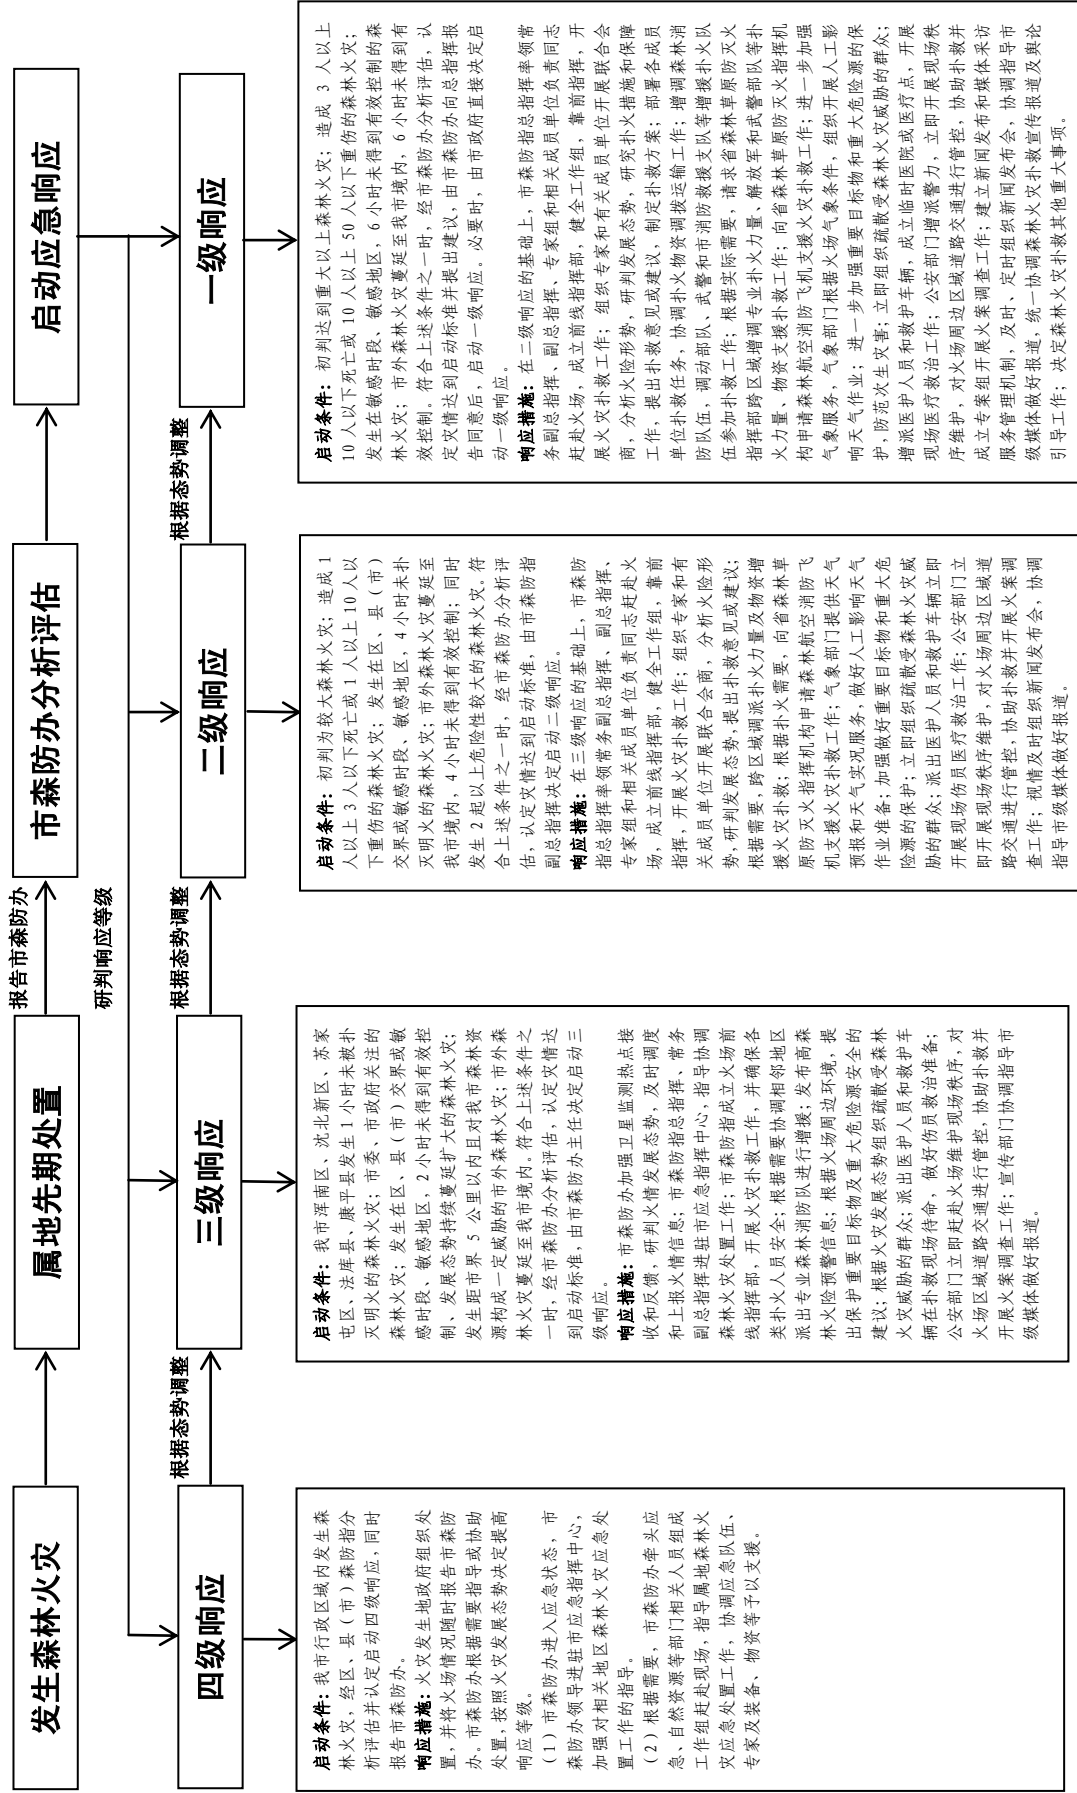 发生森林火灾
属地先期处置
报告市森防办
市森防办分析评估
启动应急响应
研判响应等级
四级响应
根据态势调整
三级响应
根据态势调整
二级响应
根据态势调整
一级响应
启动条件：我市行政区域内发生森
林火灾，经区、县（市）森防指分
析评估并认定启动四级响应，同时
报告市森防办。
响应措施：火灾发生地政府组织处
置，并将火场情况随时报告市森防
办。市森防办根据需要指导或协助
处置，按照火灾发展态势决定提高
响应等级。
（1）市森防办进入应急状态，市
森防办领导进驻市应急指挥中心，
加强对相关地区森林火灾应急处
置工作的指导。
（2）根据需要，市森防办牵头应
急、自然资源等部门相关人员组成
工作组赶赴现场，指导属地森林火
灾应急处置工作，协调应急队伍、
专家及装备、物资等予以支援。
启动条件：我市浑南区、沈北新区、苏家
屯区、法库县、康平县发生1小时未被扑
灭明火的森林火灾；市委、市政府关注的
森林火灾；发生在区、县（市）交界或敏
感时段、敏感地区，2小时未得到有效控
制、发展态势持续蔓延扩大的森林火灾；
发生距市界 5 公里以内且对我市森林资
源构成一定威胁的市外森林火灾；市外森
林火灾蔓延至我市境内。符合上述条件之
一时，经市森防办分析评估，认定灾情达
到启动标准，由市森防办主任决定启动三
级响应。
响应措施：市森防办加强卫星监测热点接
收和反馈，研判火情发展态势，及时调度
和上报火情信息；市森防指总指挥、常务
副总指挥进驻市应急指挥中心，指导协调
森林火灾处置工作；市森防指成立火场前
线指挥部，开展火灾扑救工作，并确保各
类扑火人员安全；根据需要协调相邻地区
派出专业森林消防队进行增援；发布高森
林火险预警信息；根据火场周边环境，提
出保护重要目标物及重大危险源安全的
建议；根据火灾发展态势组织疏散受森林
火灾威胁的群众；派出医护人员和救护车
辆在扑救现场待命，做好伤员救治准备；
公安部门立即赶赴火场维护现场秩序，对
火场区域道路交通进行管控，协助扑救并
开展火案调查工作；宣传部门协调指导市
级媒体做好报道。
启动条件：初判为较大森林火灾；造成 1
人以上 3 人以下死亡或 1 人以上 10 人以
下重伤的森林火灾；发生在区、县（市）
交界或敏感时段、敏感地区，4小时未扑
灭明火的森林火灾；市外森林火灾蔓延至
我市境内，4小时未得到有效控制；同时
发生 2 起以上危险性较大的森林火灾。符
合上述条件之一时，经市森防办分析评
估，认定灾情达到启动标准，由市森防指
副总指挥决定启动二级响应。
响应措施：在三级响应的基础上，市森防
指总指挥率领常务副总指挥、副总指挥、
专家组和相关成员单位负责同志赶赴火
场，成立前线指挥部，健全工作组，靠前
指挥，开展火灾扑救工作；组织专家和有
关成员单位开展联合会商，分析火险形
势，研判发展态势，提出扑救意见或建议；
根据需要，跨区域调派扑火力量及物资增
援火灾扑救；根据扑火需要，向省森林草
原防灭火指挥机构申请森林航空消防飞
机支援火灾扑救工作；气象部门提供天气
预报和天气实况服务，做好人工影响天气
作业准备；加强做好重要目标物和重大危
险源的保护；立即组织疏散受森林火灾威
胁的群众；派出医护人员和救护车辆立即
开展现场伤员医疗救治工作；公安部门立
即开展现场秩序维护，对火场周边区域道
路交通进行管控，协助扑救并开展火案调
查工作；视情及时组织新闻发布会，协调
指导市级媒体做好报道。
启动条件：初判达到重大以上森林火灾；造成 3 人以上
10 人以下死亡或 10 人以上 50 人以下重伤的森林火灾；
发生在敏感时段、敏感地区，6小时未得到有效控制的森
林火灾；市外森林火灾蔓延至我市境内，6小时未得到有
效控制。符合上述条件之一时，经市森防办分析评估，认
定灾情达到启动标准并提出建议，由市森防办向总指挥报
告同意后，启动一级响应。必要时，由市政府直接决定启
动一级响应。
响应措施：在二级响应的基础上，市森防指总指挥率领常
务副总指挥、副总指挥、专家组和相关成员单位负责同志
赶赴火场，成立前线指挥部，健全工作组，靠前指挥，开
展火灾扑救工作；组织专家和有关成员单位开展联合会
商，分析火险形势，研判发展态势，研究扑火措施和保障
工作，提出扑救意见或建议，制定扑救方案；部署各成员
单位扑救任务，协调扑火物资调拨运输工作；增调森林消
防队伍，调动部队、武警和市消防救援支队等增援扑火队
伍参加扑救工作；根据实际需要，请求省森林草原防灭火
指挥部跨区域增调专业扑火力量、解放军和武警部队等扑
火力量、物资支援扑救工作；向省森林草原防灭火指挥机
构申请森林航空消防飞机支援火灾扑救工作；进一步加强
气象服务，气象部门根据火场气象条件，组织开展人工影
响天气作业；进一步加强重要目标物和重大危险源的保
护，防范次生灾害；立即组织疏散受森林火灾威胁的群众；
增派医护人员和救护车辆，成立临时医院或医疗点，开展
现场医疗救治工作；公安部门增派警力，立即开展现场秩
序维护，对火场周边区域道路交通进行管控，协助扑救并
成立专案组开展火案调查工作；建立新闻发布和媒体采访
服务管理机制，及时、定时组织新闻发布会，协调指导市
级媒体做好报道，统一协调森林火灾扑救宣传报道及舆论
引导工作；决定森林火灾扑救其他重大事项。